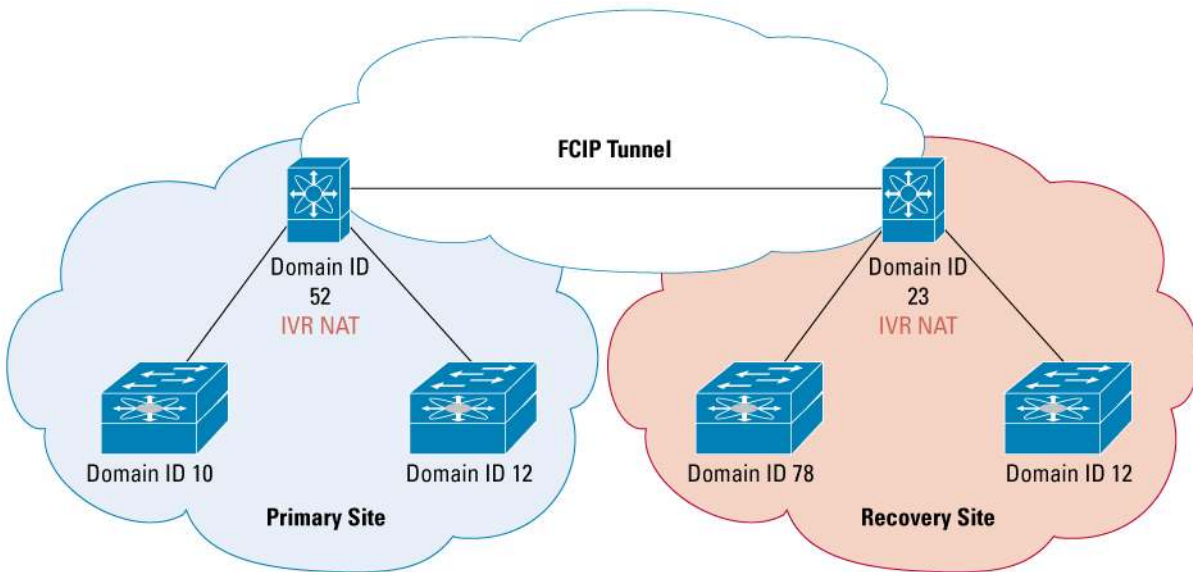 FCIP Tunnel
Domain ID
52
IVR NAT
Domain ID
23
IVR NAT
Domain ID 10
Domain ID 12
Domain ID 78
Domain ID 12
Primary Site
Recovery Site